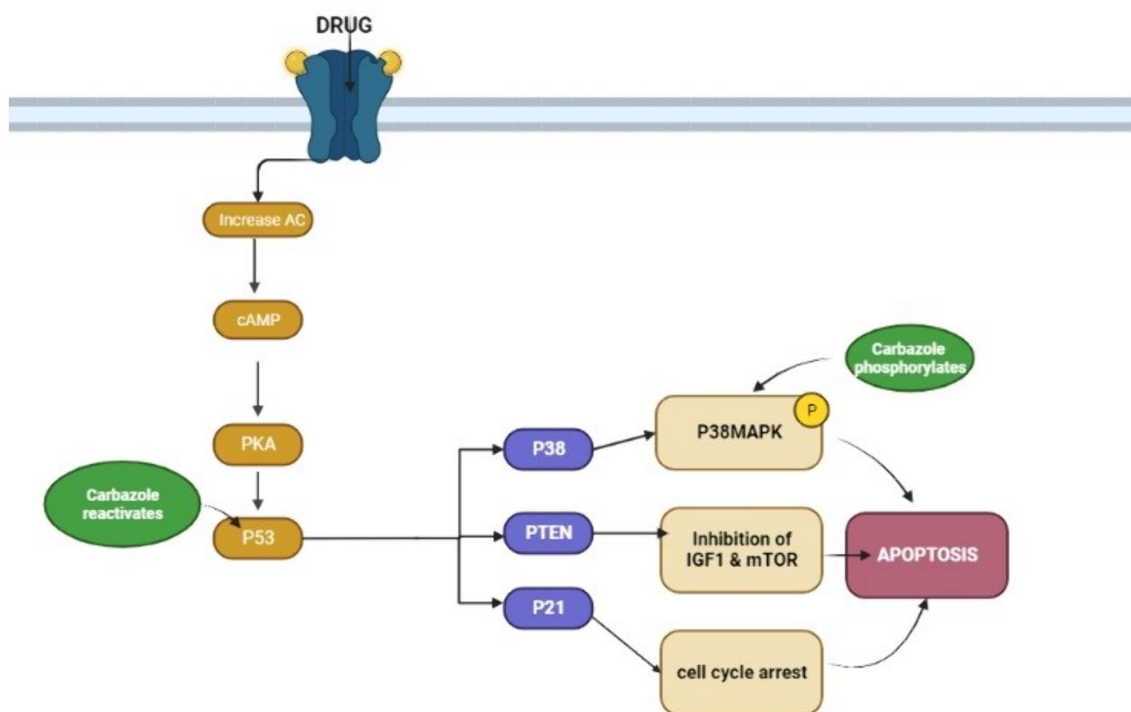 DRUG
Increase AC
cAMP
PKA
Carbazole
reactivates
P53
P38
PTEN
P21
Carbazole
phosphorylates
P
P38MAPK
Inhibition of
IGF1 & mTOR
cell cycle arrest
APOPTOSIS